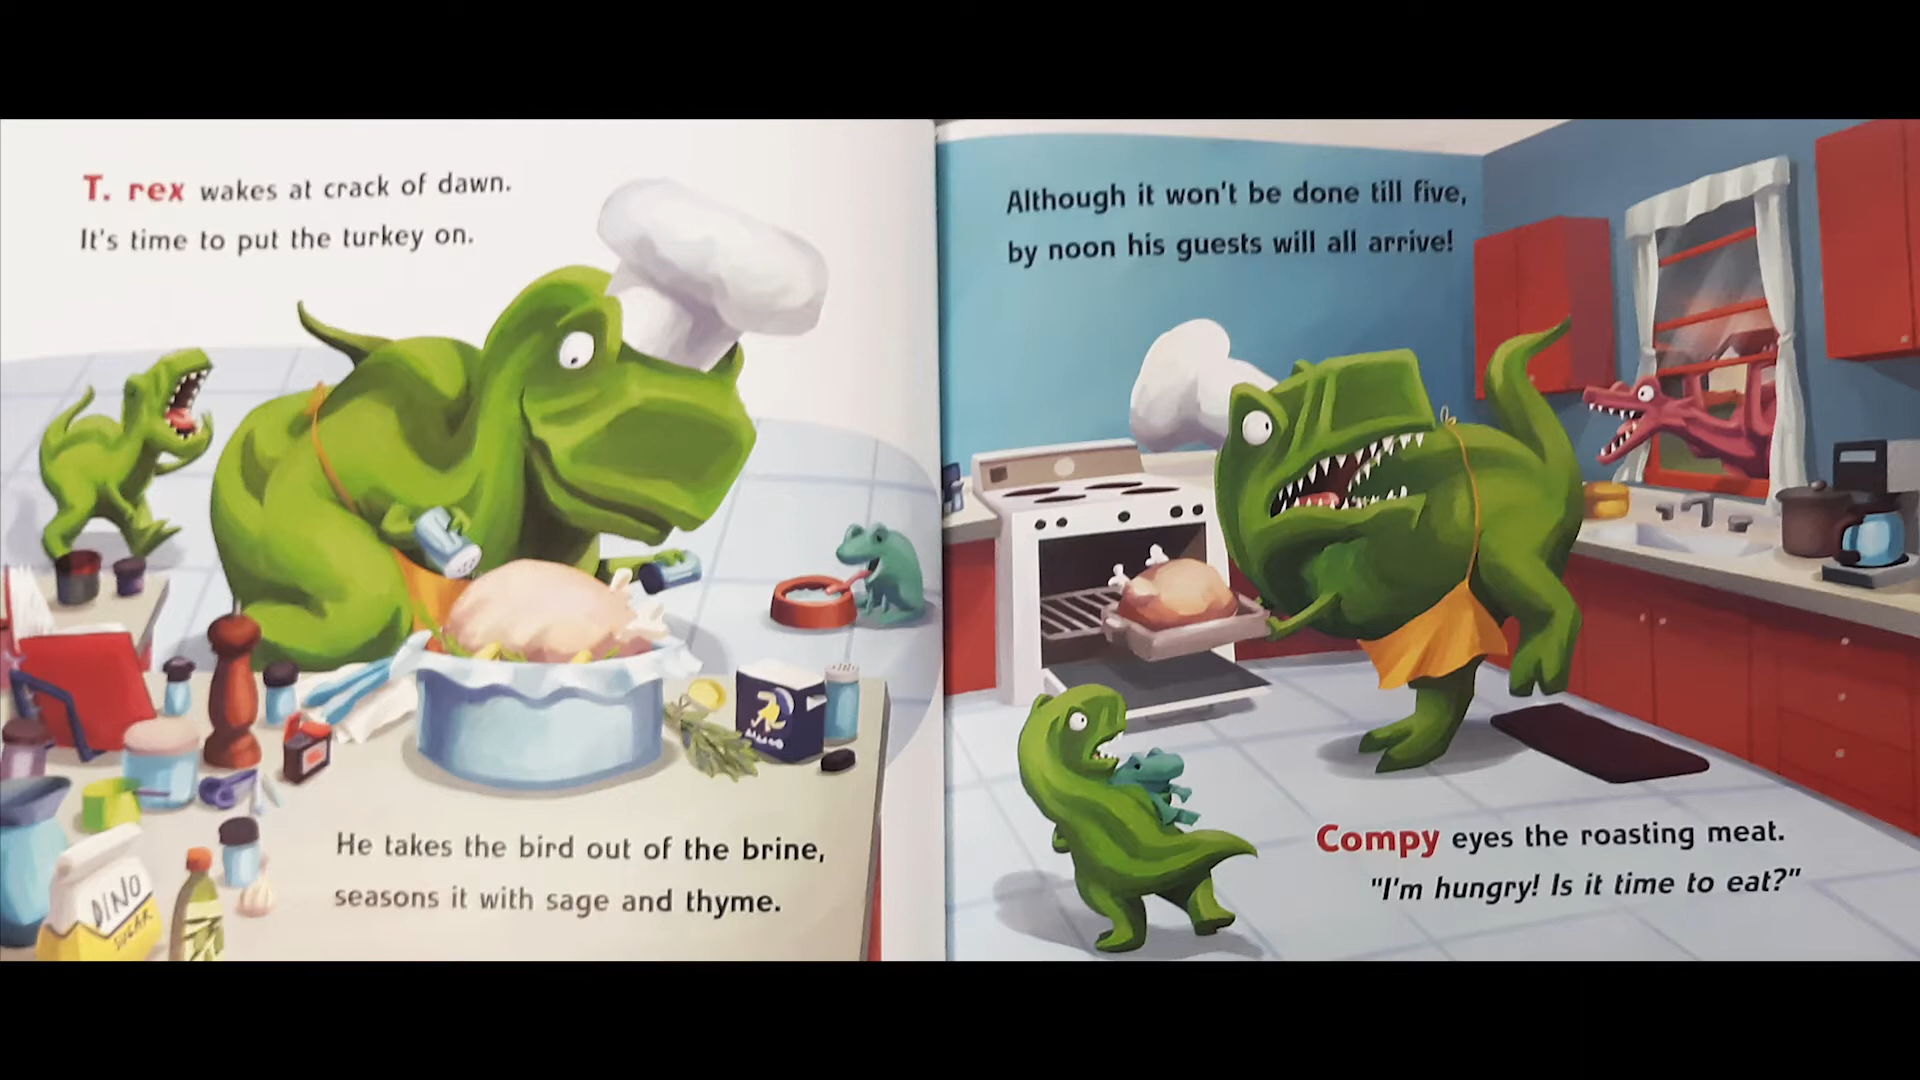 T. rex wakes at crack of dawn.
It's time to put the turkey on.
He takes the bird out of the brine,
seasons it with sage and thyme.
DINO
SUGAR
Although it won't be done till five,
by noon his guests will all arrive!
Compy eyes the roasting meat.
"I'm hungry! Is it time to eat?"